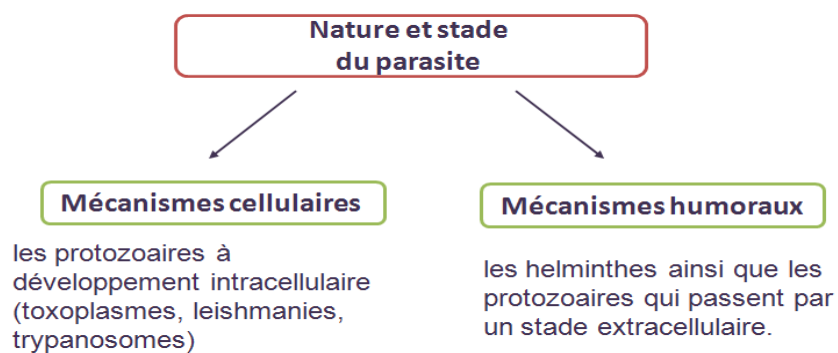 Nature et stade
du parasite
Mécanismes cellulaires
les protozoaires à
développement intracellulaire
(toxoplasmes, leishmanies,
trypanosomes)
Mécanismes humoraux
les helminthes ainsi que les
protozoaires qui passent par
un stade extracellulaire.